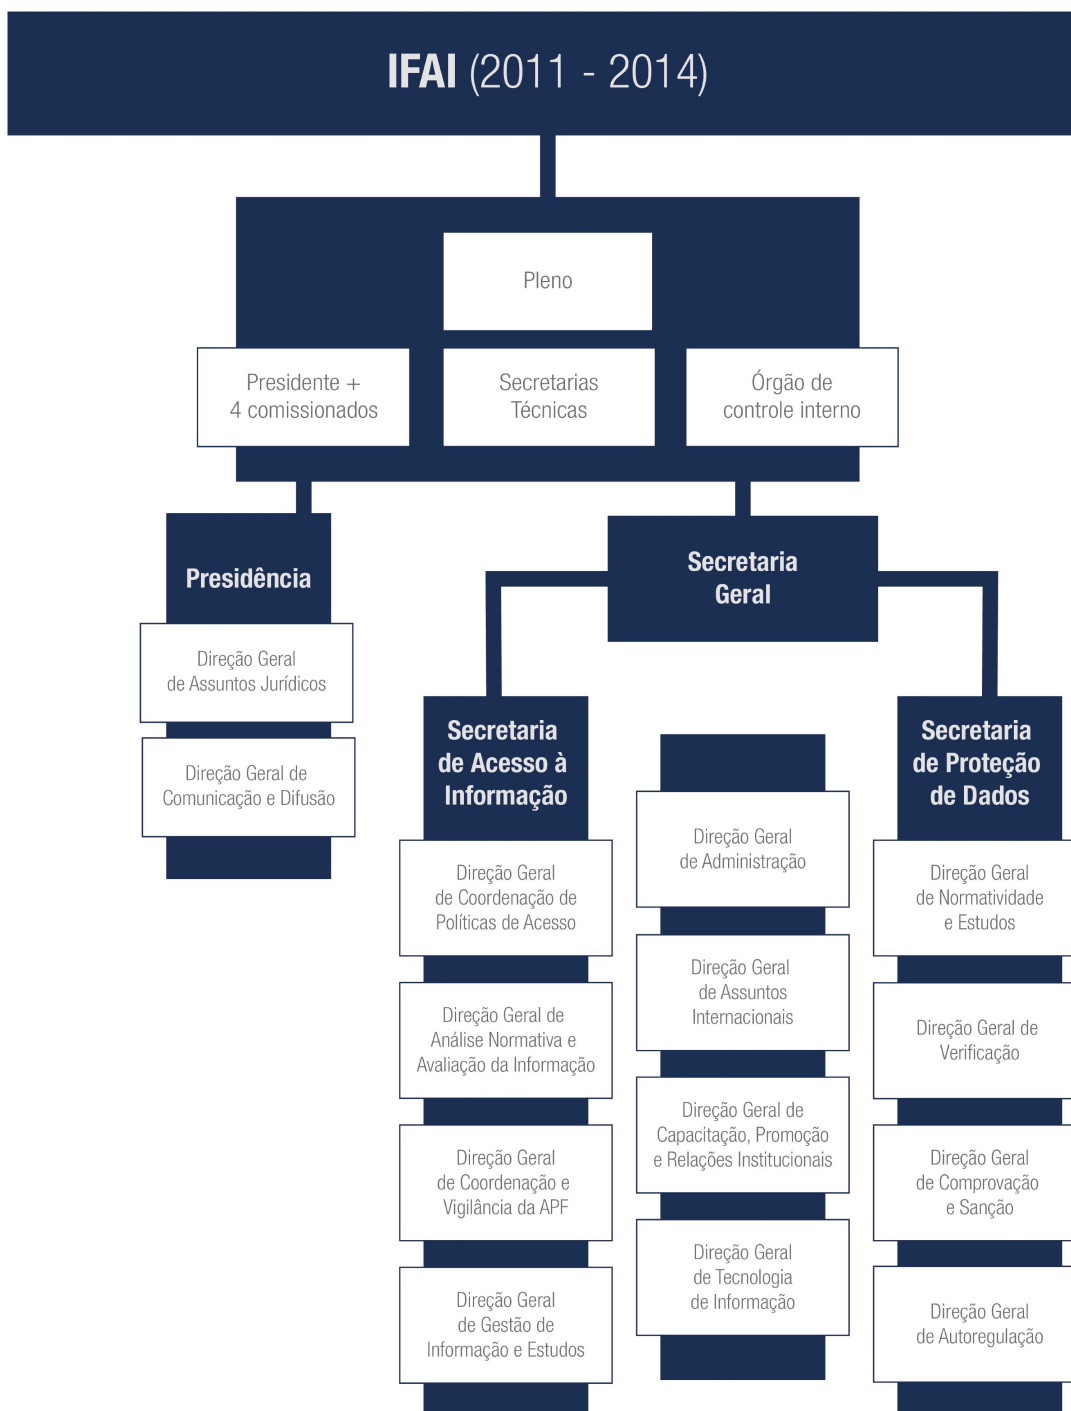 IFAI (2011 - 2014)
Pleno
Presidente +
4 comissionados
Secretarias
Técnicas
Órgão de
controle interno
Presidência
Direção Geral
de Assuntos Jurídicos
Direção Geral de
Comunicação e Difusão
Secretaria
Geral
Secretaria
de Acesso à
Informação
Direção Geral
de Coordenação de
Políticas de Acesso
Direção Geral de
Análise Normativa e
Avaliação da Informação
Direção Geral
de Coordenação e
Vigilância da APF
Direção Geral
de Gestão de
Informação e Estudos
Direção Geral
de Administração
Direção Geral
de Assuntos
Internacionais
Direção Geral de
Capacitação, Promoção
e Relações Institucionais
Direção Geral
de Tecnologia
de Informação
Secretaria
de Proteção
de Dados
Direção Geral
de Normatividade
e Estudos
Direção Geral de
Verificação
Direção Geral
de Comprovação
e Sanção
Direção Geral
de Autoregulação